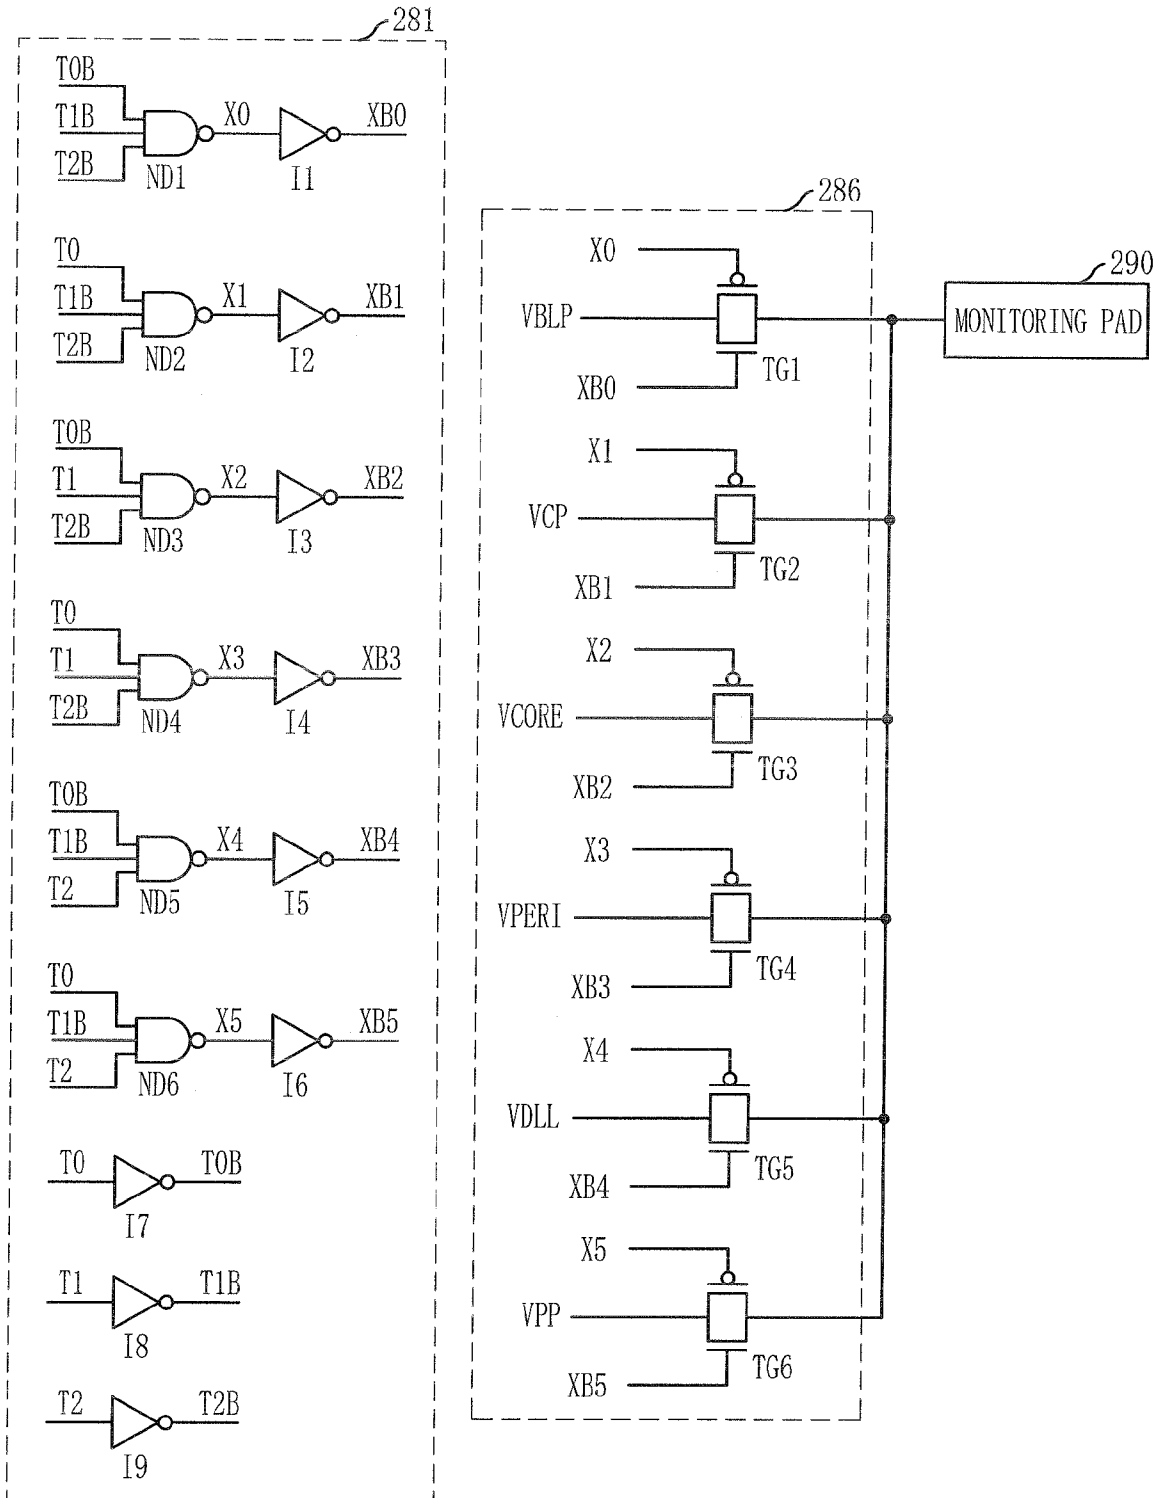 281
T0B
T1B
T2B
ND1
X0
I1
XB0
T0
T1B
T2B
ND2
X1
I2
XB1
T0B
T1
T2B
ND3
X2
I3
XB2
T0
T1
T2B
ND4
X3
I4
XB3
T0B
T1B
T2
ND5
X4
I5
XB4
T0
T1B
T2
ND6
X5
I6
XB5
T0
I7
T0B
T1
I8
T1B
T2
I9
T2B
286
X0
VBLP
XB0
TG1
X1
VCP
XB1
TG2
X2
VCORE
XB2
TG3
X3
VPERI
XB3
TG4
X4
VDLL
XB4
TG5
X5
VPP
XB5
TG6
290
MONITORING PAD